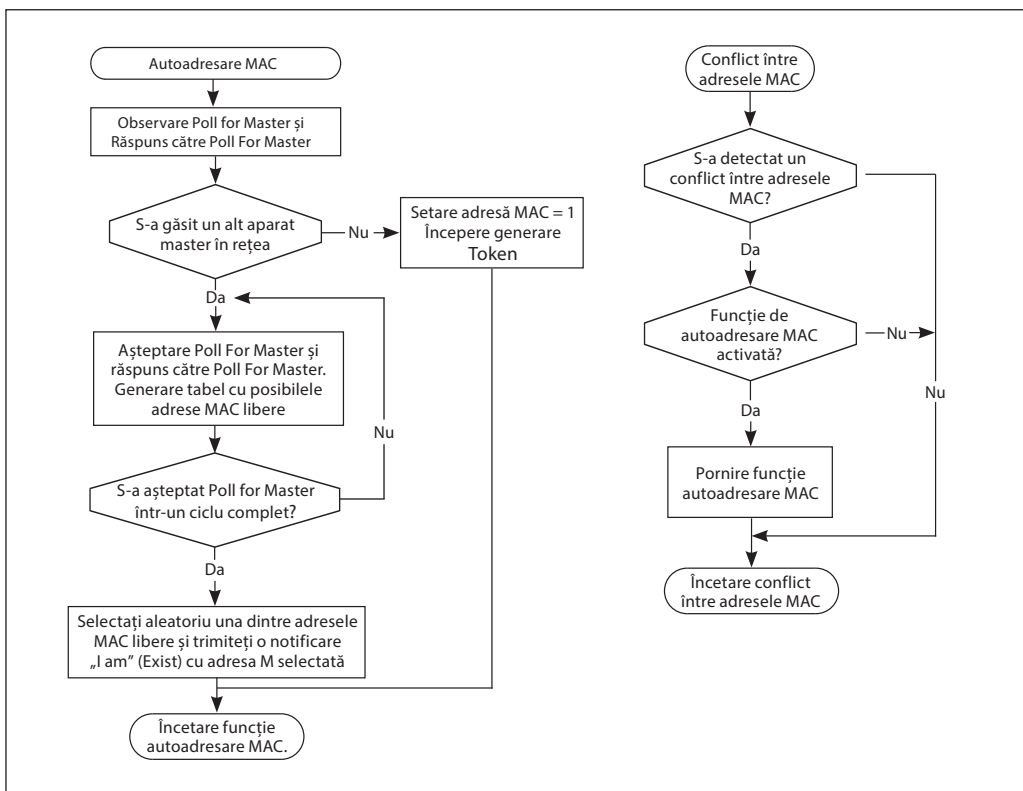 Autoadresare MAC
Observare Poll for Master și
Răspuns către Poll For Master
S-a găsit un alt aparat
master în rețea
Nu
Setare adresă MAC = 1
Începere generare
Token
Da
Așteptare Poll For Master și
răspuns către Poll For Master.
Generare tabel cu posibilele
adrese MAC libere
Nu
S-a așteptat Poll for Master
într-un ciclu complet?
Da
Selectați aleatoriu una dintre adresele
MAC libere și trimiteți o notificare
„I am” (Exist) cu adresa M selectată
Încetare funcție
autoadresare MAC.
Conflict între
adresele MAC
S-a detectat un
conflict între adresele
MAC?
Da
Funcție de
autoadresare MAC
activată?
Nu
Nu
Da
Pornire funcție
autoadresare MAC
Încetare conflict
între adresele MAC